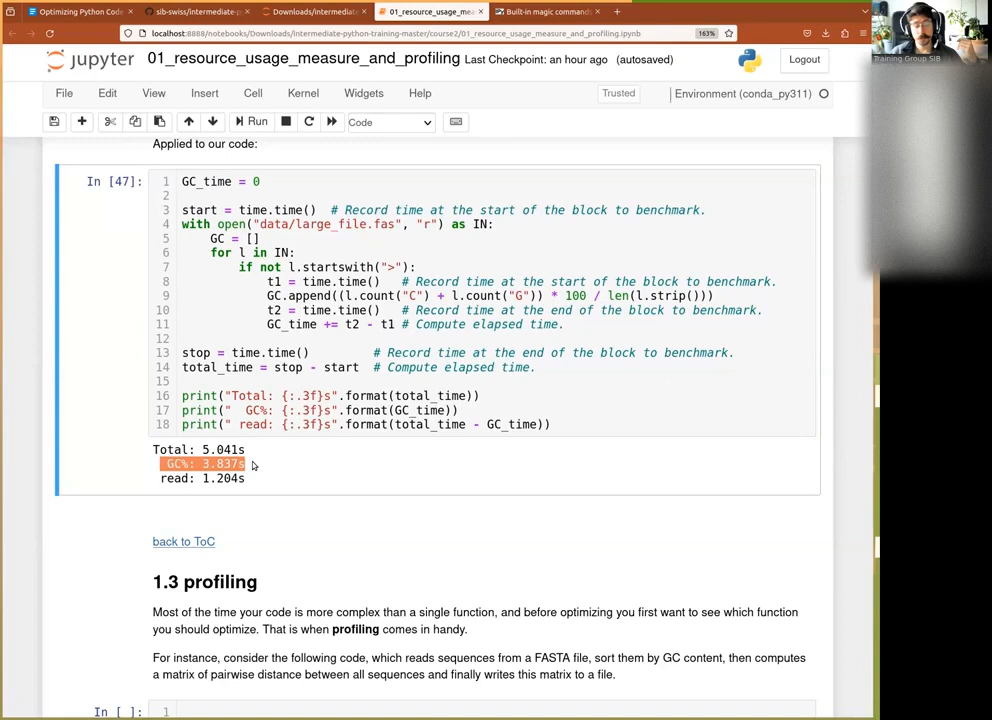 Optimizing Python Code
sib-swiss/intermediate-p
Downloads/intermediate
01_resource_usage_mea
Built-in magic command
localhost:8888/notebooks/Downloads/intermediate-python-training-master/course2/01_resource_usage_measure_and_profiling.ipynb
163%
Training Group SIB
jupyter 01_resource_usage_measure_and_profiling Last Checkpoint: an hour ago (autosaved)
Logout
File Edit View Insert Cell Kernel Widgets Help
Trusted
Environment (conda_py311)
Run
Code
Applied to our code:
In [47]:
1 GC_time = 0
2
3 start = time.time()  # Record time at the start of the block to benchmark.
4 with open("data/large_file.fas", "r") as IN:
5     GC = []
6     for l in IN:
7         if not l.startswith(">"):
8             t1 = time.time()   # Record time at the start of the block to benchmark.
9             GC.append((l.count("C") + l.count("G")) * 100 / len(l.strip()))
10             t2 = time.time()   # Record time at the end of the block to benchmark.
11             GC_time += t2 - t1 # Compute elapsed time.
12
13 stop = time.time()         # Record time at the end of the block to benchmark.
14 total_time = stop - start  # Compute elapsed time.
15
16 print("Total: {:.3f}s".format(total_time))
17 print("  GC%: {:.3f}s".format(GC_time))
18 print(" read: {:.3f}s".format(total_time - GC_time))
Total: 5.041s
GC%: 3.837s
read: 1.204s
back to ToC
1.3 profiling
Most of the time your code is more complex than a single function, and before optimizing you first want to see which function
you should optimize. That is when profiling comes in handy.
For instance, consider the following code, which reads sequences from a FASTA file, sort them by GC content, then computes
a matrix of pairwise distance between all sequences and finally writes this matrix to a file.
In [ ]:
1